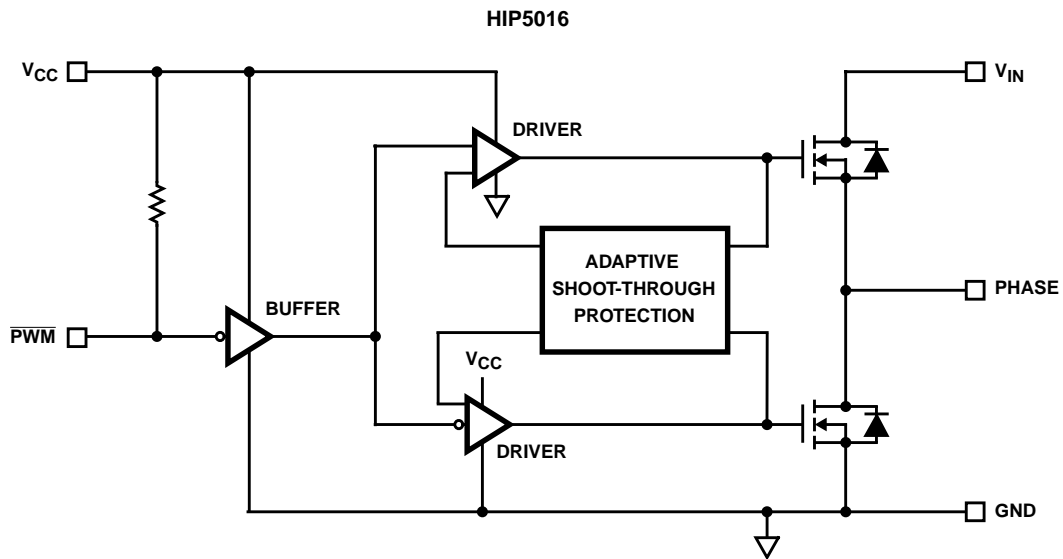 HIP5016
VCC
VIN
DRIVER
ADAPTIVE
SHOOT-THROUGH
PROTECTION
PHASE
BUFFER
PWM
VCC
DRIVER
GND